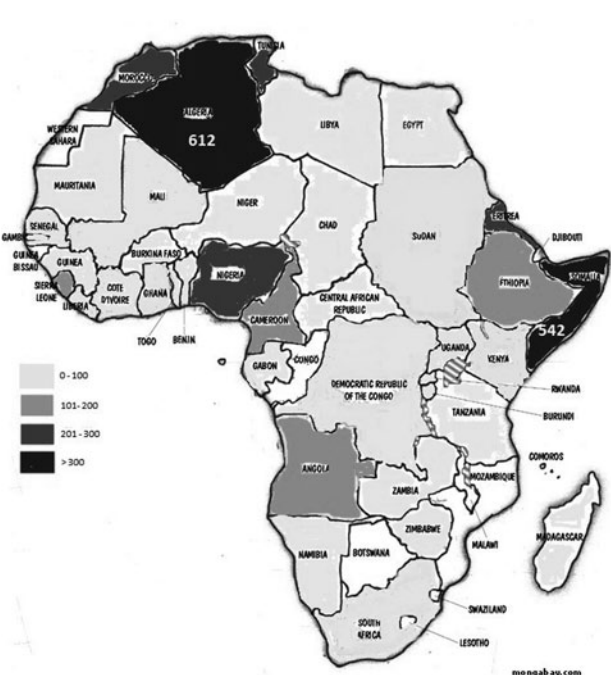 TUNISIA
MOROCCO
ALGERIA
612
LIBYA
EGYPT
WESTERN
SAHARA
MAURITANIA
MALI
NIGER
CHAD
SUDAN
ERITREA
DJIBOUTI
SENEGAL
GAMBIA
GUINEA
BISSAU
GUINEA
BURKINA FASO
SIERRA
LEONE
LIBERIA
COTE
D'IVOIRE
GHANA
TOGO
BENIN
NIGERIA
CAMEROON
CENTRAL AFRICAN
REPUBLIC
ETHIOPIA
SOMALIA
542
UGANDA
KENYA
GABON
CONGO
DEMOCRATIC REPUBLIC
OF THE CONGO
RWANDA
BURUNDI
TANZANIA
0-100
101-200
201-300
>300
COMOROS
ANGOLA
ZAMBIA
MOZAMBIQUE
MALAWI
ZIMBABWE
MADAGASCAR
NAMIBIA
BOTSWANA
SWAZILAND
SOUTH
AFRICA
LESOTHO
mongabay.com